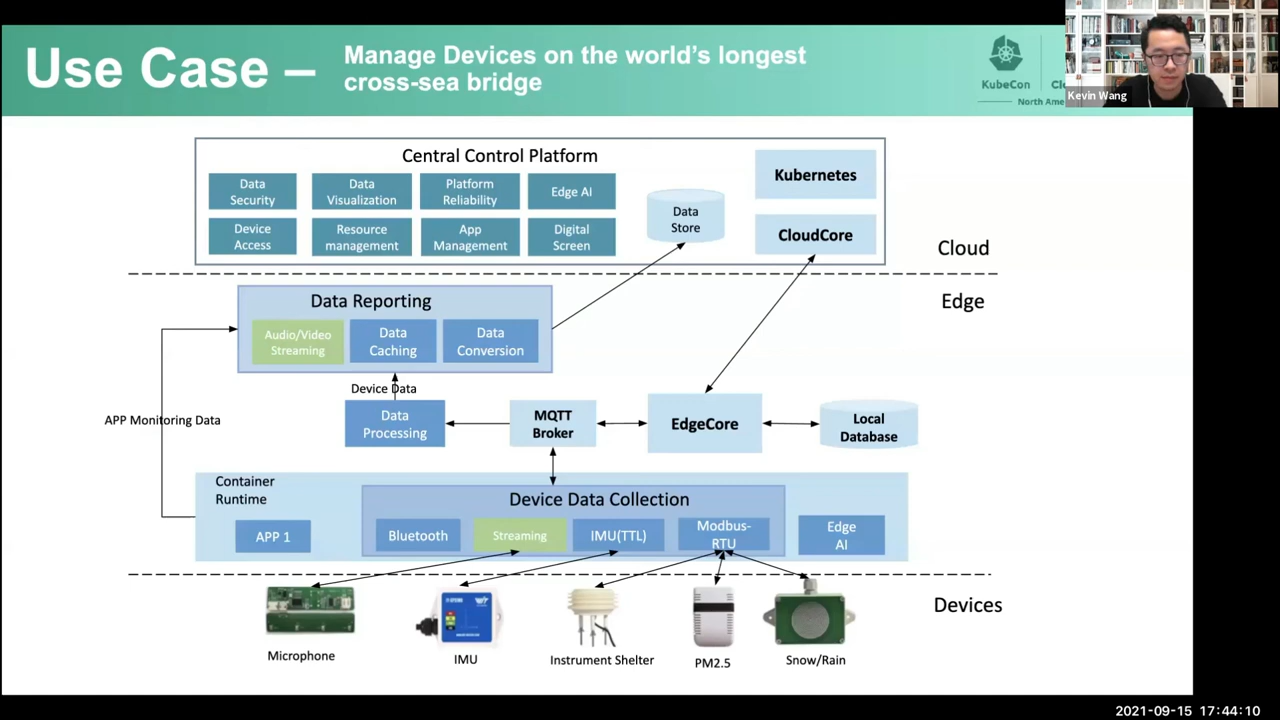 Use Case –
Manage Devices on the world's longest
cross-sea bridge
KubeCon
North Ame
Kevin Wang
Central Control Platform
Data
Security
Data
Visualization
Platform
Reliability
Edge AI
Device
Access
Resource
management
App
Management
Digital
Screen
Data
Store
Kubernetes
CloudCore
Cloud
Edge
Data Reporting
Audio/Video
Streaming
Data
Caching
Data
Conversion
Device Data
APP Monitoring Data
Data
Processing
MQTT
Broker
EdgeCore
Local
Database
Container
Runtime
APP 1
Device Data Collection
Bluetooth
Streaming
IMU(TTL)
Modbus-
RTU
Edge
AI
Devices
Microphone
IMU
Instrument Shelter
PM2.5
Snow/Rain
2021-09-15 17:44:10